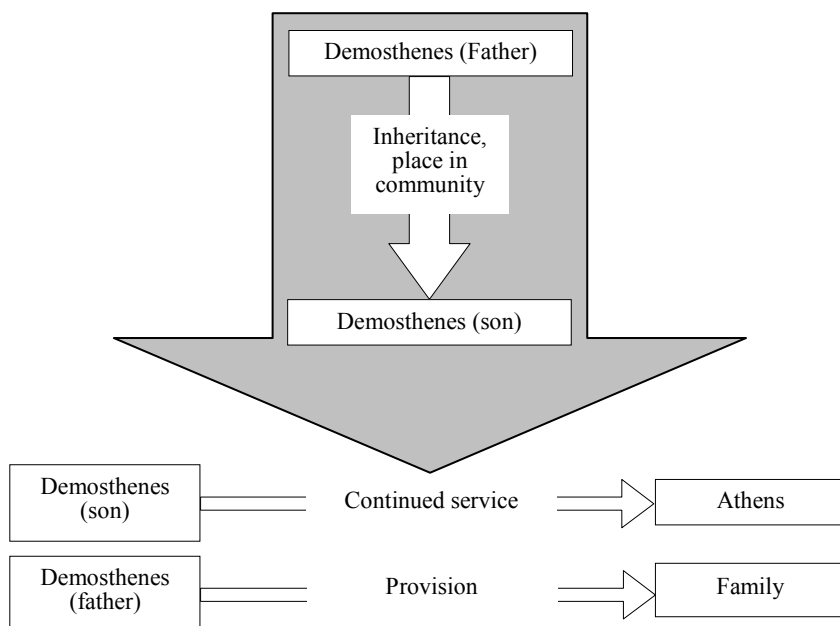 Demosthenes (Father)
Inheritance,
place in
community
Demosthenes (son)
Demosthenes
(son)
Continued service
Athens
Demosthenes
(father)
Provision
Family